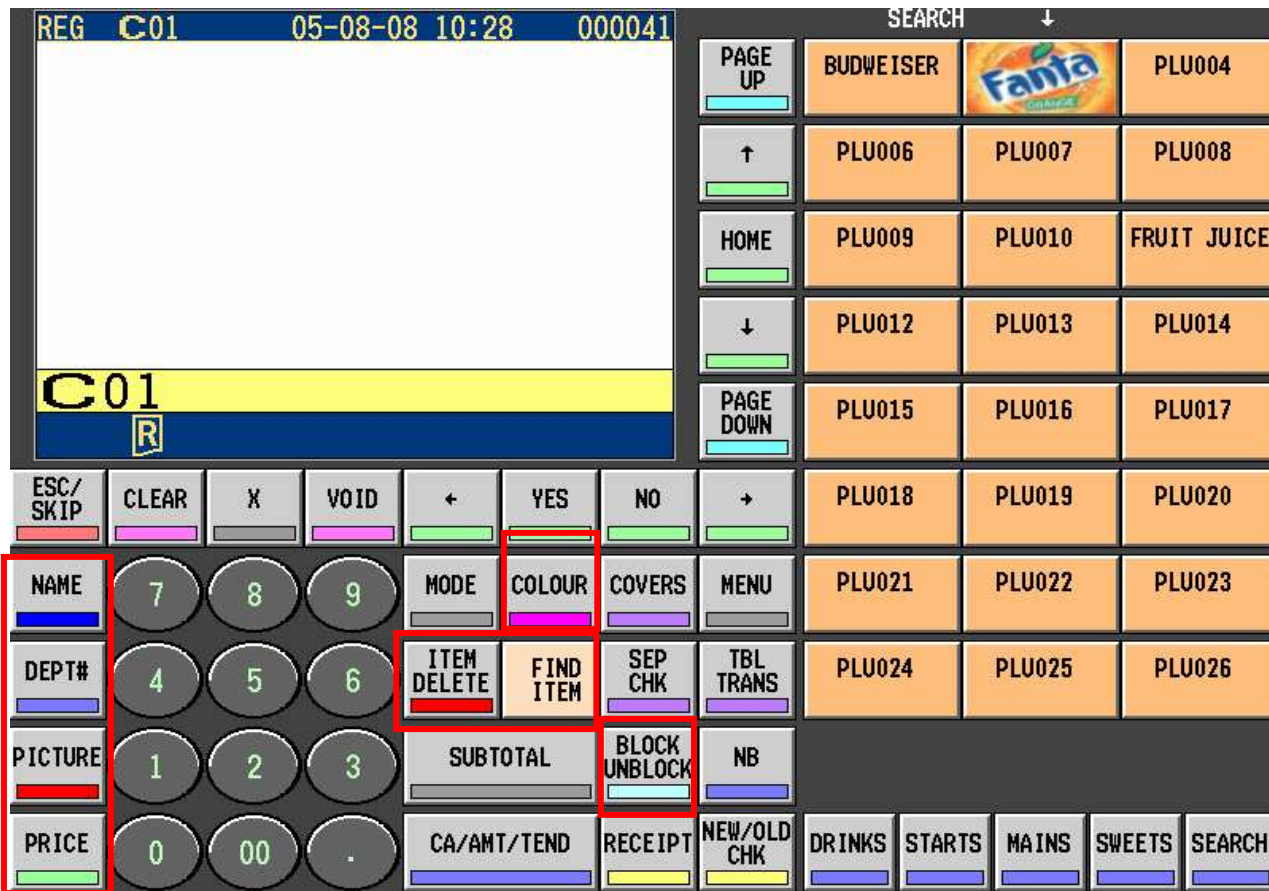 REG C01 05-08-08 10:28 000041
SEARCH ↓
PAGE UP
BUDWEISER
Fanta
ORANGE
PLU004
↑
PLU006
PLU007
PLU008
HOME
PLU009
PLU010
FRUIT JUICE
↓
PLU012
PLU013
PLU014
C01
R
PAGE DOWN
PLU015
PLU016
PLU017
ESC/ SKIP
CLEAR
X
VOID
←
YES
NO
→
PLU018
PLU019
PLU020
NAME
7
8
9
MODE
COLOUR
COVERS
MENU
PLU021
PLU022
PLU023
DEPT#
4
5
6
ITEM DELETE
FIND ITEM
SEP CHK
TBL TRANS
PLU024
PLU025
PLU026
PICTURE
1
2
3
SUBTOTAL
BLOCK UNBLOCK
NB
PRICE
0
00
.
CA/AMT/TEND
RECEIPT
NEW/OLD CHK
DRINKS
STARTS
MAINS
SWEETS
SEARCH